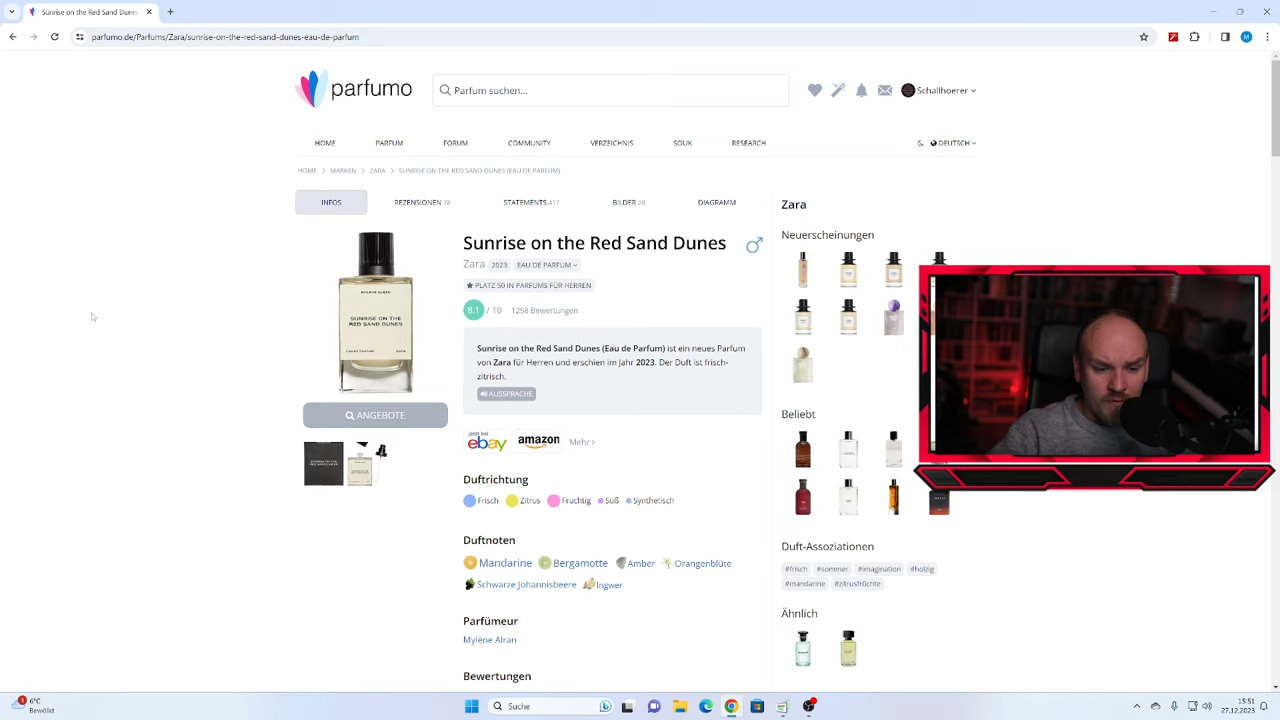 Sunrise on the Red Sand Dunes
parfumo.de/Parfums/Zara/sunrise-on-the-red-sand-dunes-eau-de-parfum
parfumo
Parfum suchen...
Schallhoerer
HOME PARFUM FORUM COMMUNITY VERZEICHNIS SOUK RESEARCH DEUTSCH
HOME MARKEN ZARA SUNRISE ON THE RED SAND DUNES (EAU DE PARFUM)
INFOS REZENSIONEN 78 STATEMENTS 417 BILDER 28 DIAGRAMM
Sunrise on the Red Sand Dunes
Zara 2023 EAU DE PARFUM
PLATZ 50 IN PARFUMS FÜR HERREN
8.1 / 10 1258 Bewertungen
Sunrise on the Red Sand Dunes (Eau de Parfum) ist ein neues Parfum
von Zara für Herren und erschien im Jahr 2023. Der Duft ist frisch-
zitrisch.
AUSSPRACHE
SUNRISE ON THE
RED SAND DUNES
ZARA
ANGEBOTE
jetzt bei
ebay
amazon
Mehr
Duftrichtung
Frisch Zitrus Fruchtig Süß Synthetisch
Duftnoten
Mandarine Bergamotte Amber Orangenblüte
Schwarze Johannisbeere Ingwer
Parfümeur
Mylène Alran
Bewertungen
Zara
Neuerscheinungen
Beliebt
Duft-Assoziationen
#frisch #sommer #imagination #holzig
#mandarine #zitrusfrüchte
Ähnlich
1
6°C
Bewölkt
Suche
15:51
27.12.2023
M